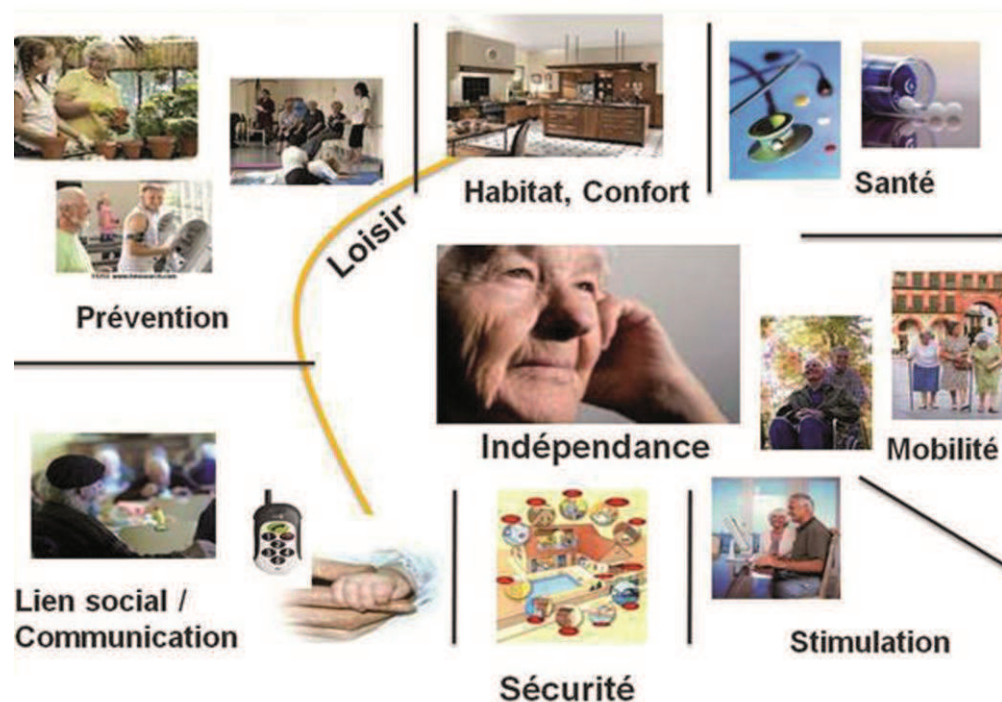 Habitat, Confort
Santé
Loisir
Prévention
Indépendance
Mobilité
Lien social /
Communication
Stimulation
Sécurité